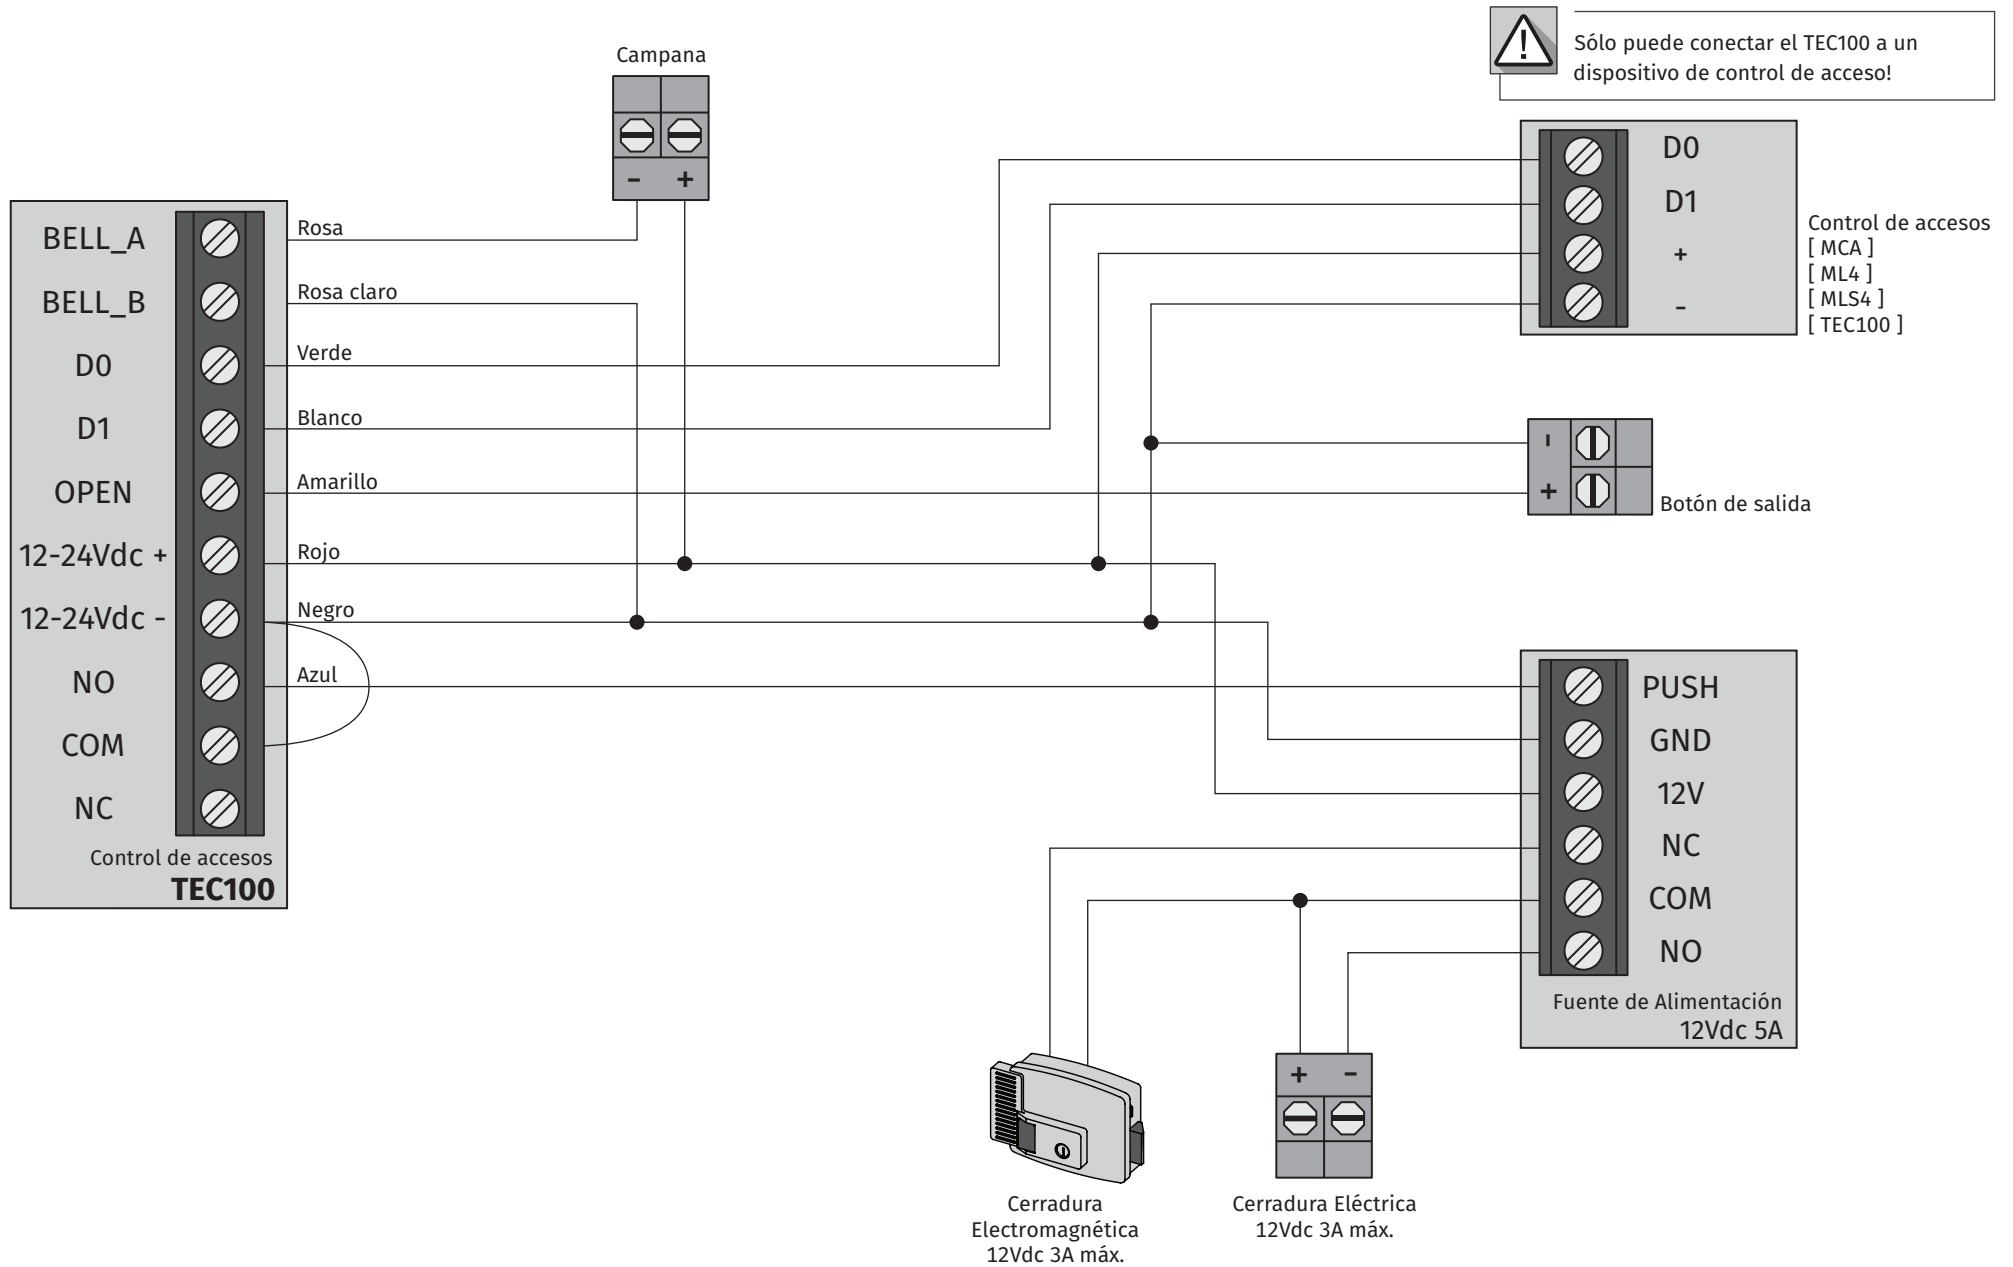 Sólo puede conectar el TEC100 a un
dispositivo de control de acceso!
Campana
- +
BELL_A
BELL_B
D0
D1
OPEN
12-24Vdc +
12-24Vdc -
NO
COM
NC
Control de accesos
TEC100
Rosa
Rosa claro
Verde
Blanco
Amarillo
Rojo
Negro
Azul
D0
D1
+
-
Control de accesos
[ MCA ]
[ ML4 ]
[ MLS4 ]
[ TEC100 ]
-
+
Botón de salida
PUSH
GND
12V
NC
COM
NO
Fuente de Alimentación
12Vdc 5A
+ -
Cerradura
Electromagnética
12Vdc 3A máx.
Cerradura Eléctrica
12Vdc 3A máx.